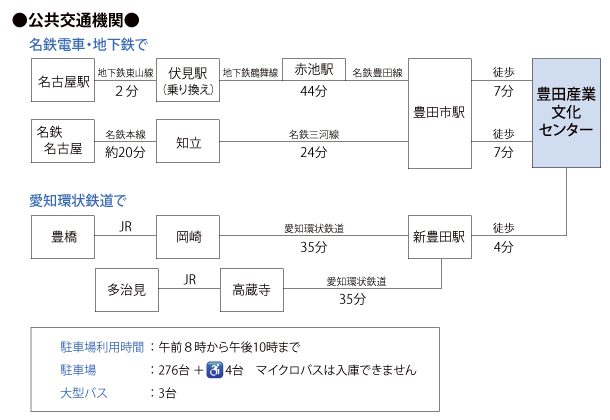 ●公共交通機関●
名鉄電車・地下鉄で
名古屋駅
地下鉄東山線
2分
伏見駅
(乗り換え)
地下鉄鶴舞線
赤池駅
44分
名鉄豊田線
豊田市駅
徒歩
7分
豊田産業
文化
センター
名鉄
名古屋
名鉄本線
約20分
知立
名鉄三河線
24分
徒歩
7分
愛知環状鉄道で
豊橋
JR
岡崎
愛知環状鉄道
35分
新豊田駅
徒歩
4分
多治見
JR
高蔵寺
愛知環状鉄道
35分
駐車場利用時間:午前8時から午後10時まで
駐車場:276台+♿4台 マイクロバスは入庫できません
大型バス:3台